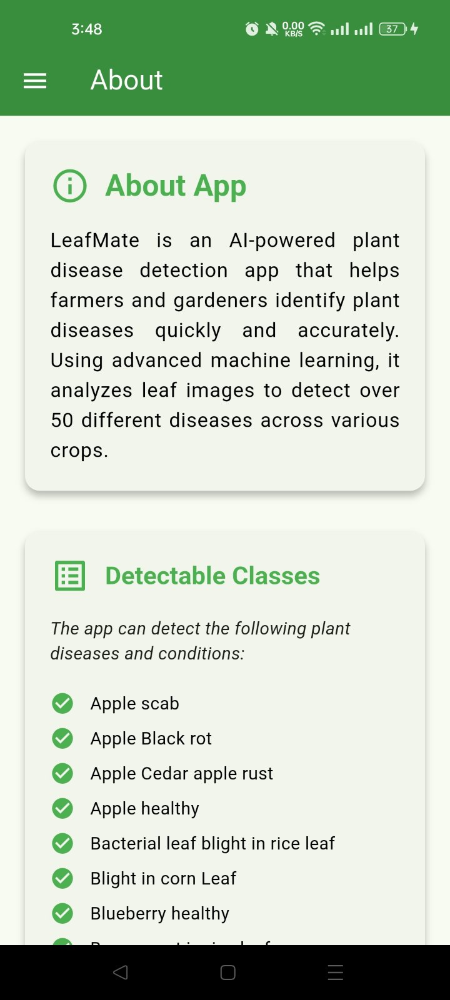 3:48
0.00
KB/S
37
About
About App
LeafMate is an AI-powered plant
disease detection app that helps
farmers and gardeners identify plant
diseases quickly and accurately.
Using advanced machine learning, it
analyzes leaf images to detect over
50 different diseases across various
crops.
Detectable Classes
The app can detect the following plant
diseases and conditions:
Apple scab
Apple Black rot
Apple Cedar apple rust
Apple healthy
Bacterial leaf blight in rice leaf
Blight in corn Leaf
Blueberry healthy